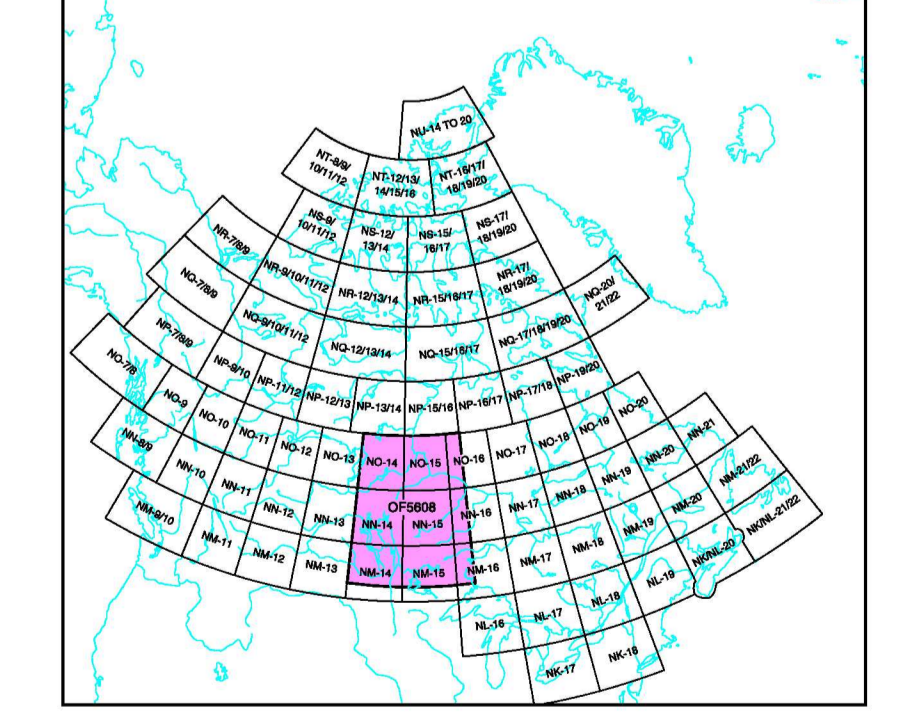 NU-14 TO 20
NT-8/9/
10/11/12
NT-12/13/
14/15/16
NT-16/17/
18/19/20
NS-9/
10/11/12
NS-12/
13/14
NS-15/
16/17
NS-17/
18/19/20
NR-7/8/9
NR-9/10/11/12
NR-12/13/14
NR-15/16/17
NR-17/
18/19/20
NQ-20/
21/22
NQ-7/8/9
NQ-9/10/11/12
NQ-12/13/14
NQ-15/16/17
NQ-17/18/19/20
NP-7/8/9
NP-9/10
NP-11/12
NP-12/13
NP-13/14
NP-15/16
NP-16/17
NP-17/18
NP-19/20
NO-7/8
NO-9
NO-10
NO-11
NO-12
NO-13
NO-14
NO-15
NO-16
NO-17
NO-18
NO-19
NO-20
OF5608
NN-8/9
NN-10
NN-11
NN-12
NN-13
NN-14
NN-15
NN-16
NN-17
NN-18
NN-19
NN-20
NN-21
NM-9/10
NM-11
NM-12
NM-13
NM-14
NM-15
NM-16
NM-17
NM-18
NM-19
NM-20
NM-21/22
NL-16
NL-17
NL-18
NL-19
NK/NL-20
NK/NL-21/22
NK-17
NK-18